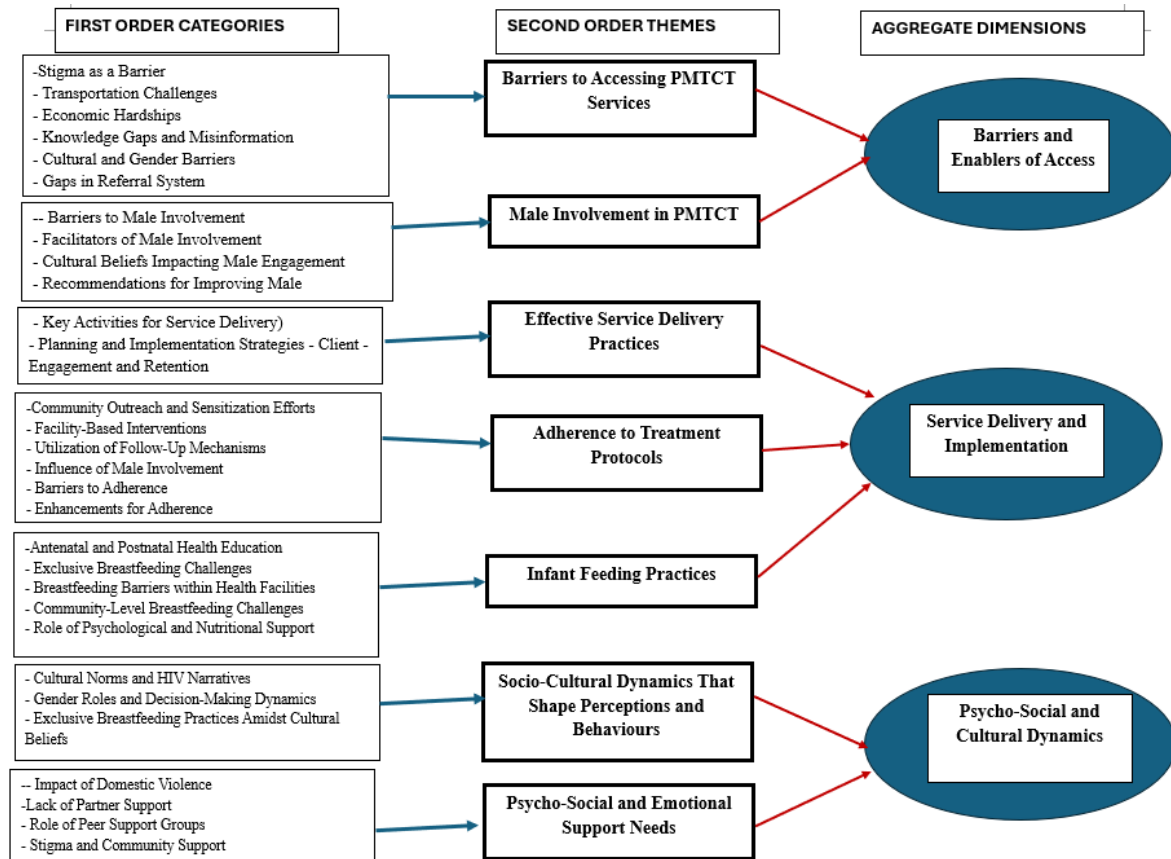 FIRST ORDER CATEGORIES
SECOND ORDER THEMES
AGGREGATE DIMENSIONS
-Stigma as a Barrier
- Transportation Challenges
- Economic Hardships
- Knowledge Gaps and Misinformation
- Cultural and Gender Barriers
- Gaps in Referral System
Barriers to Accessing PMTCT
Services
Barriers and
Enablers of Access
-- Barriers to Male Involvement
- Facilitators of Male Involvement
- Cultural Beliefs Impacting Male Engagement
- Recommendations for Improving Male
Male Involvement in PMTCT
- Key Activities for Service Delivery)
- Planning and Implementation Strategies - Client -
Engagement and Retention
Effective Service Delivery
Practices
-Community Outreach and Sensitization Efforts
- Facility-Based Interventions
- Utilization of Follow-Up Mechanisms
- Influence of Male Involvement
- Barriers to Adherence
- Enhancements for Adherence
Adherence to Treatment
Protocols
Service Delivery and
Implementation
-Antenatal and Postnatal Health Education
- Exclusive Breastfeeding Challenges
- Breastfeeding Barriers within Health Facilities
- Community-Level Breastfeeding Challenges
- Role of Psychological and Nutritional Support
Infant Feeding Practices
- Cultural Norms and HIV Narratives
- Gender Roles and Decision-Making Dynamics
- Exclusive Breastfeeding Practices Amidst Cultural
Beliefs
Socio-Cultural Dynamics That
Shape Perceptions and
Behaviours
Psycho-Social and
Cultural Dynamics
-- Impact of Domestic Violence
-Lack of Partner Support
- Role of Peer Support Groups
- Stigma and Community Support
Psycho-Social and Emotional
Support Needs